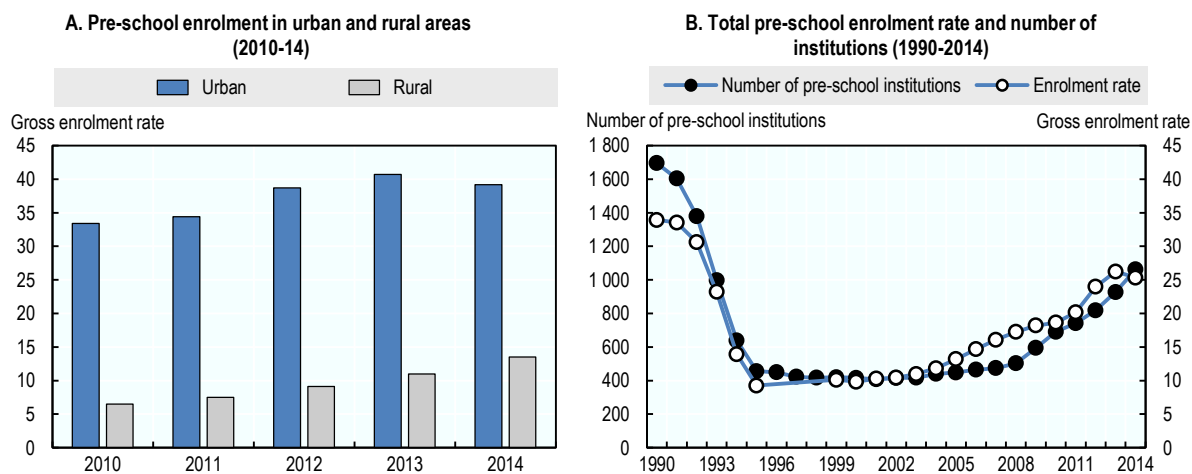 A. Pre-school enrolment in urban and rural areas
(2010-14)
Urban
Rural
Gross enrolment rate
45
40
35
30
25
20
15
10
5
0
2010 2011 2012 2013 2014
B. Total pre-school enrolment rate and number of
institutions (1990-2014)
Number of pre-school institutions
Enrolment rate
Number of pre-school institutions
Gross enrolment rate
1 800
1 600
1 400
1 200
1 000
800
600
400
200
0
45
40
35
30
25
20
15
10
5
0
1990 1993 1996 1999 2002 2005 2008 2011 2014